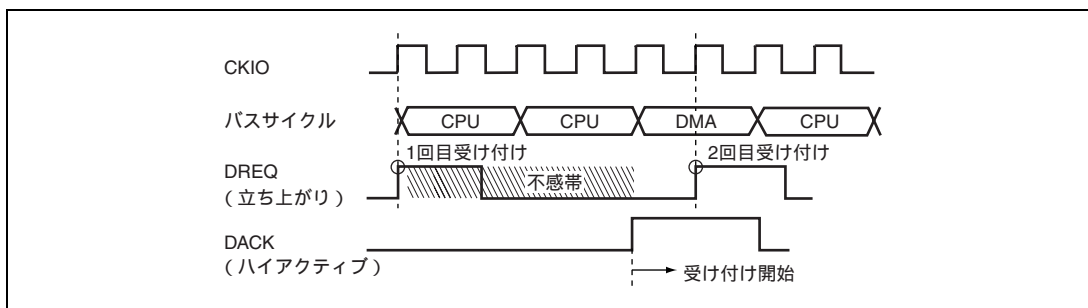 CKIO
バスサイクル CPU CPU DMA CPU
1回目受け付け 2回目受け付け
DREQ 不感帯
(立ち上がり)
DACK
(ハイアクティブ) 受け付け開始